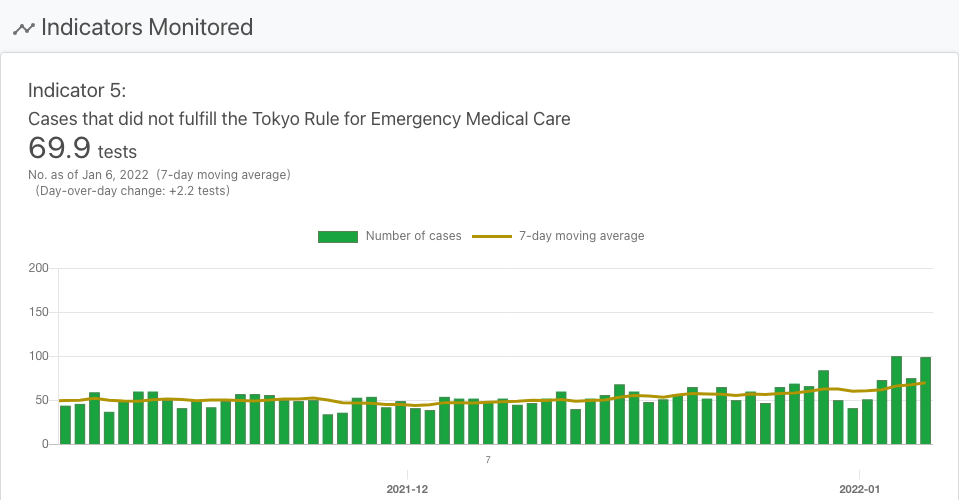 Indicators Monitored
Indicator 5:
Cases that did not fulfill the Tokyo Rule for Emergency Medical Care
69.9 tests
No. as of Jan 6, 2022 (7-day moving average)
(Day-over-day change: +2.2 tests)
Number of cases 7-day moving average
200
150
100
50
0
7
2021-12 2022-01